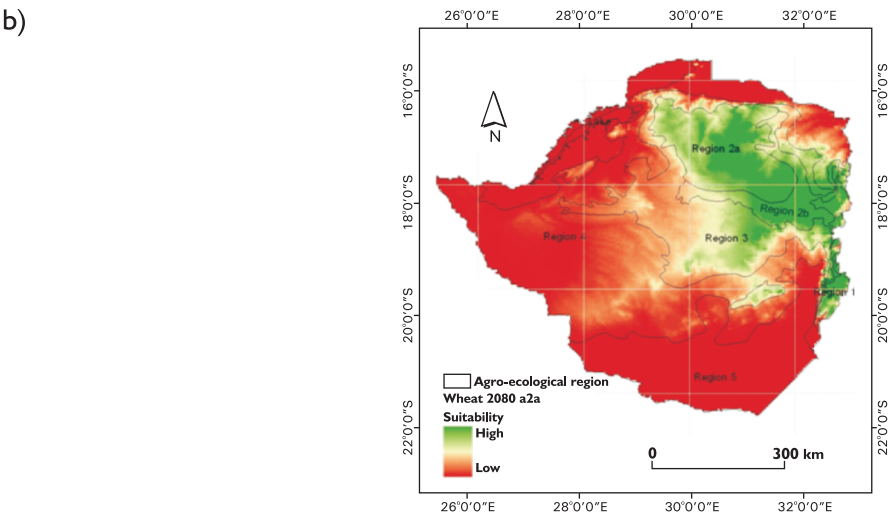 b)
26°0'0"E 28°0'0"E 30°0'0"E 32°0'0"E
16°0'0"S
16°0'0"S
N
Region 2a
18°0'0"S
18°0'0"S
Region 2b
Region 4
Region 3
Region 1
20°0'0"S
20°0'0"S
Region 5
Agro-ecological region
Wheat 2080 a2a
Suitability
High
Low
0 300 km
22°0'0"S
22°0'0"S
26°0'0"E 28°0'0"E 30°0'0"E 32°0'0"E